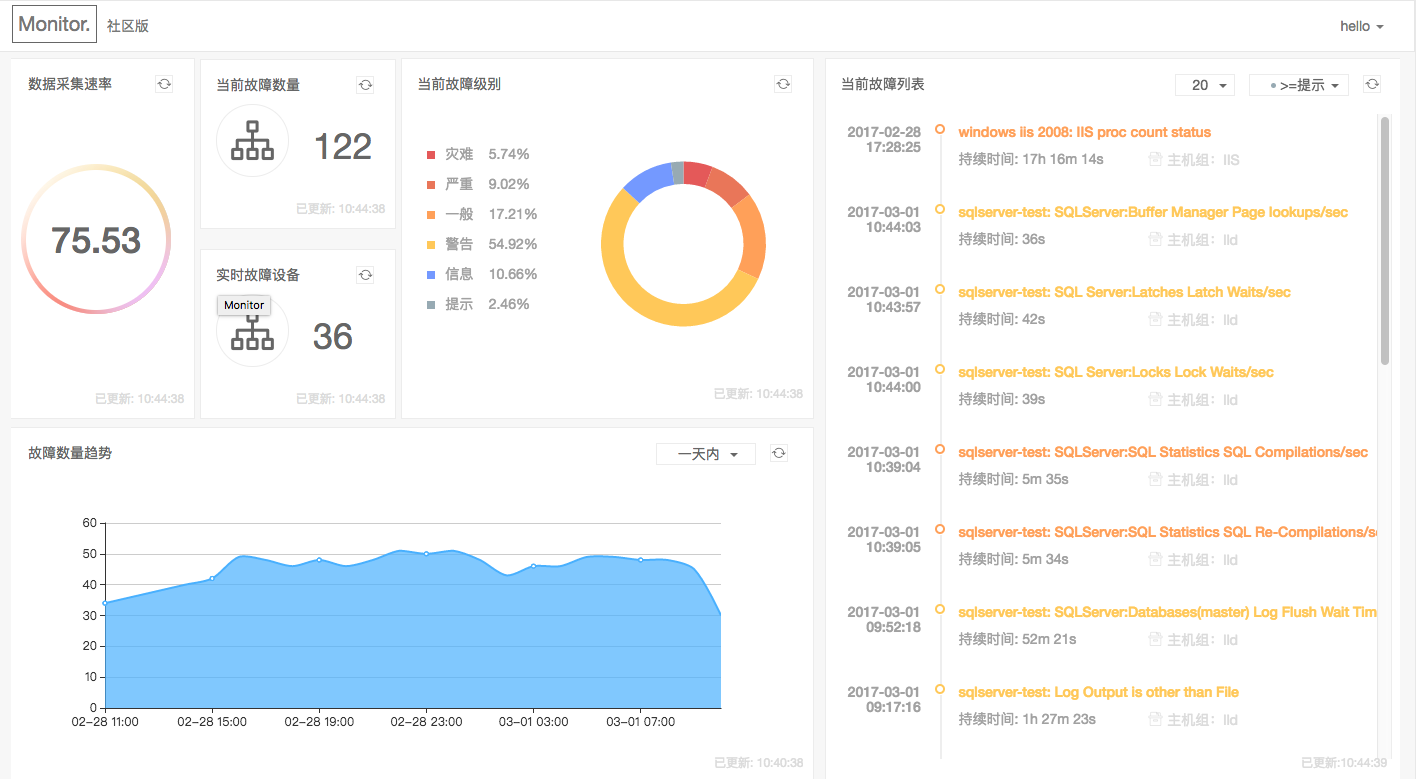 Monitor. 社区版
hello
数据采集速率
75.53
已更新: 10:44:38
当前故障数量
122
已更新: 10:44:38
实时故障设备
Monitor
36
已更新: 10:44:38
当前故障级别
灾难 5.74%
严重 9.02%
一般 17.21%
警告 54.92%
信息 10.66%
提示 2.46%
已更新: 10:44:38
故障数量趋势
一天内
60
50
40
30
20
10
0
02-28 11:00 02-28 15:00 02-28 19:00 02-28 23:00 03-01 03:00 03-01 07:00
已更新: 10:40:38
当前故障列表
20
>=提示
2017-02-28 windows iis 2008: IIS proc count status
17:28:25
持续时间: 17h 16m 14s 主机组: IIS
2017-03-01 sqlserver-test: SQLServer:Buffer Manager Page lookups/sec
10:44:03
持续时间: 36s 主机组: lld
2017-03-01 sqlserver-test: SQL Server:Latches Latch Waits/sec
10:43:57
持续时间: 42s 主机组: lld
2017-03-01 sqlserver-test: SQL Server:Locks Lock Waits/sec
10:44:00
持续时间: 39s 主机组: lld
2017-03-01 sqlserver-test: SQLServer:SQL Statistics SQL Compilations/sec
10:39:04
持续时间: 5m 35s 主机组: lld
2017-03-01 sqlserver-test: SQLServer:SQL Statistics SQL Re-Compilations/s
10:39:05
持续时间: 5m 34s 主机组: lld
2017-03-01 sqlserver-test: SQLServer:Databases(master) Log Flush Wait Tim
09:52:18
持续时间: 52m 21s 主机组: lld
2017-03-01 sqlserver-test: Log Output is other than File
09:17:16
持续时间: 1h 27m 23s 主机组: lld
已更新:10:44:39